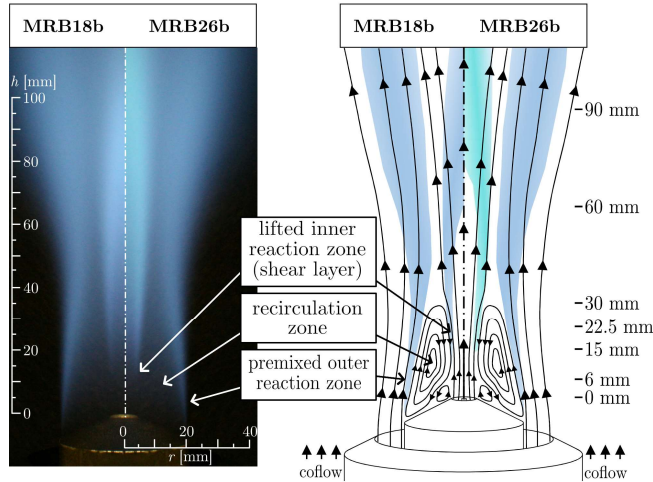 MRB18b MRB26b
h [mm]
100
80
60
40
20
0
0 20 40
r [mm]
lifted inner
reaction zone
(shear layer)
recirculation
zone
premixed outer
reaction zone
MRB18b MRB26b
-90 mm
-60 mm
-30 mm
-22.5 mm
-15 mm
-6 mm
-0 mm
coflow
coflow